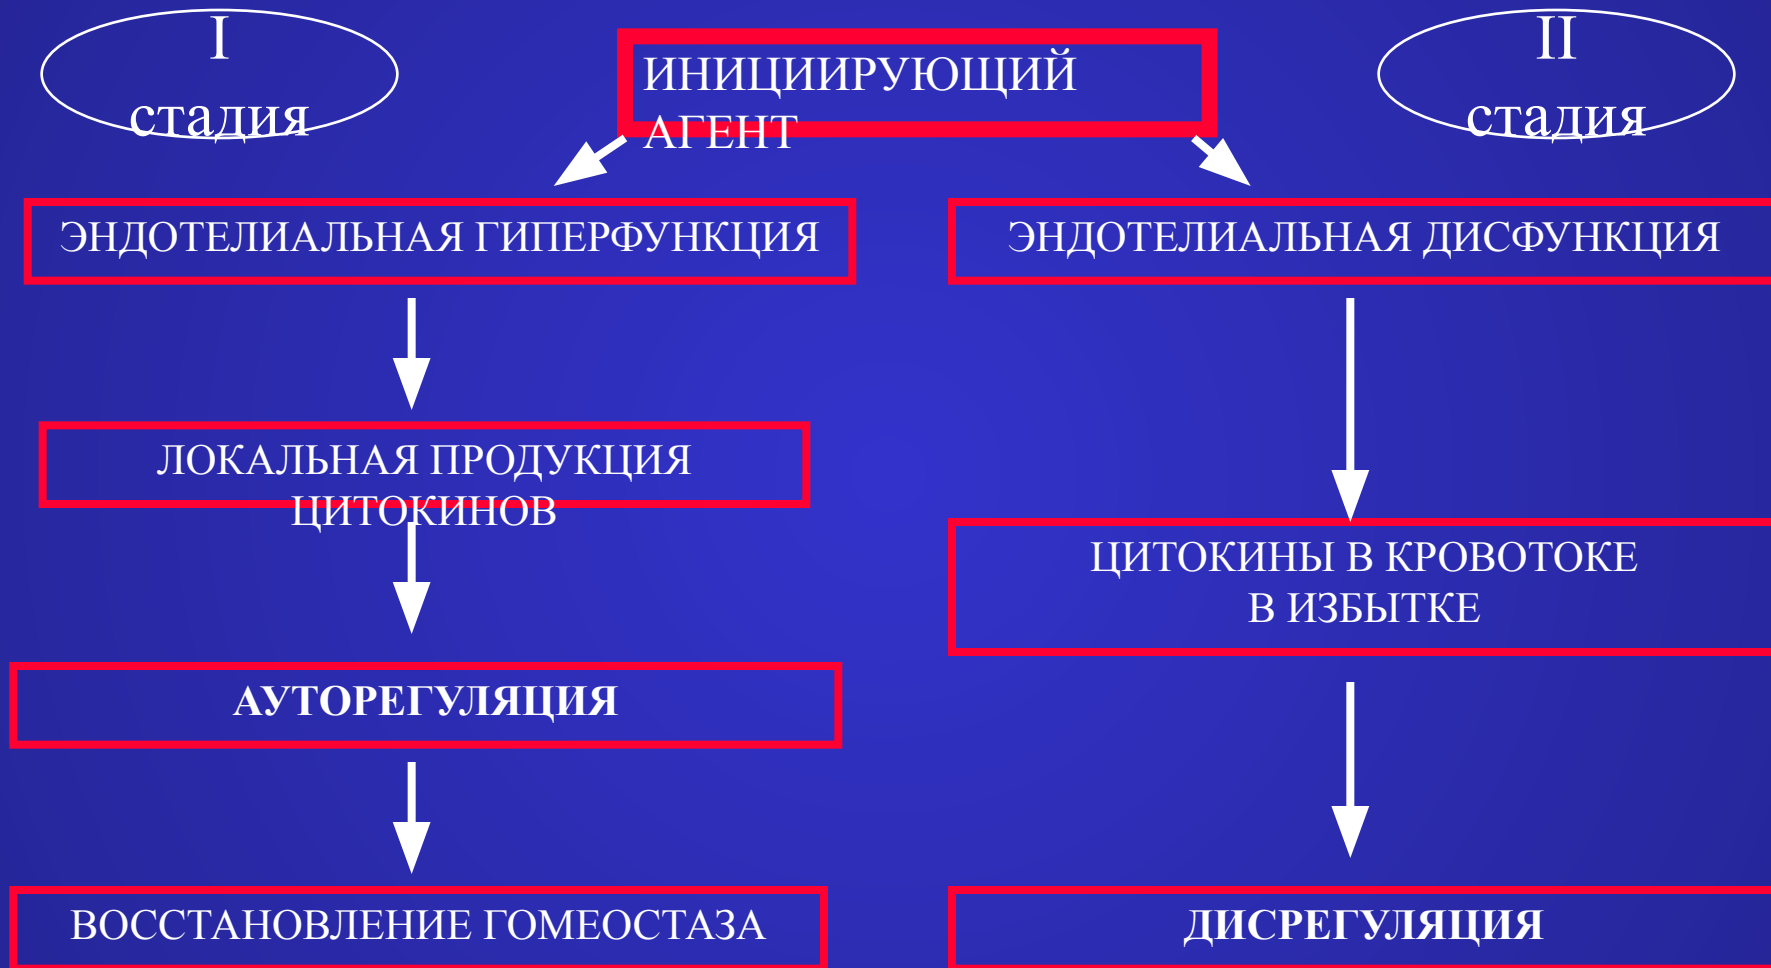 I
стадия
ИНИЦИИРУЮЩИЙ
АГЕНТ
II
стадия
ЭНДОТЕЛИАЛЬНАЯ ГИПЕРФУНКЦИЯ
ЭНДОТЕЛИАЛЬНАЯ ДИСФУНКЦИЯ
ЛОКАЛЬНАЯ ПРОДУКЦИЯ
ЦИТОКИНОВ
ЦИТОКИНЫ В КРОВОТОКЕ
В ИЗБЫТКЕ
АУТОРЕГУЛЯЦИЯ
ВОССТАНОВЛЕНИЕ ГОМЕОСТАЗА
ДИСРЕГУЛЯЦИЯ